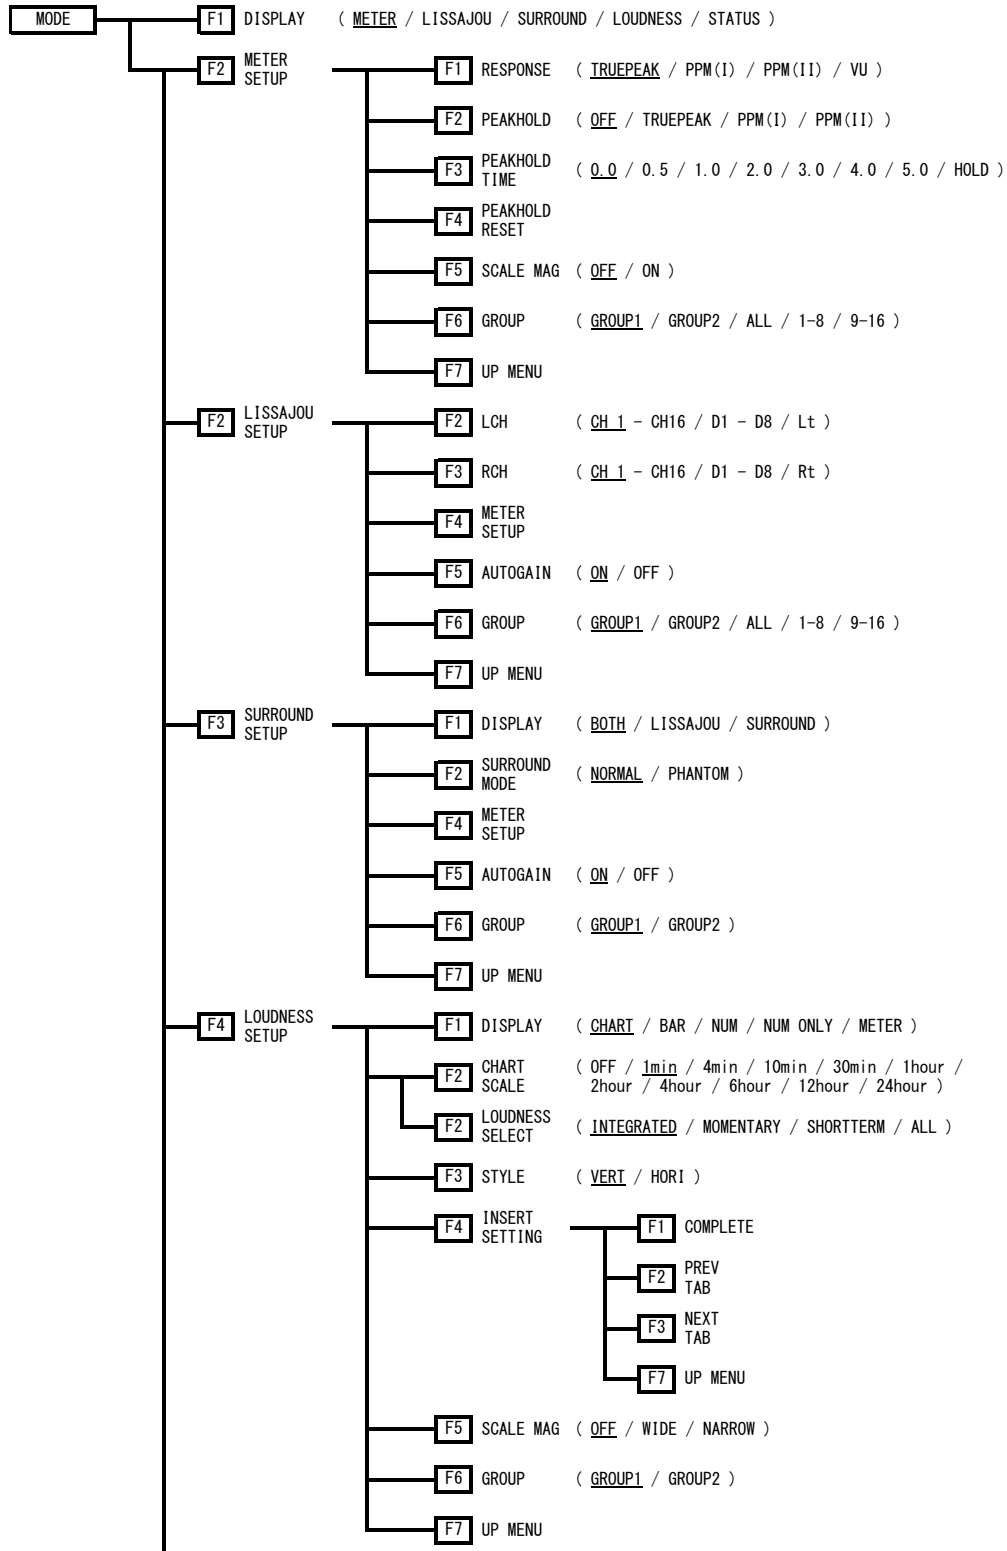 MODE F1 DISPLAY ( METER / LISSAJOU / SURROUND / LOUDNESS / STATUS )
F2 METER
SETUP
F1 RESPONSE ( TRUEPEAK / PPM(I) / PPM(II) / VU )
F2 PEAKHOLD ( OFF / TRUEPEAK / PPM(I) / PPM(II) )
F3 PEAKHOLD
TIME ( 0.0 / 0.5 / 1.0 / 2.0 / 3.0 / 4.0 / 5.0 / HOLD )
F4 PEAKHOLD
RESET
F5 SCALE MAG ( OFF / ON )
F6 GROUP ( GROUP1 / GROUP2 / ALL / 1-8 / 9-16 )
F7 UP MENU
F2 LISSAJOU
SETUP
F2 LCH ( CH 1 - CH16 / D1 - D8 / Lt )
F3 RCH ( CH 1 - CH16 / D1 - D8 / Rt )
F4 METER
SETUP
F5 AUTOGAIN ( ON / OFF )
F6 GROUP ( GROUP1 / GROUP2 / ALL / 1-8 / 9-16 )
F7 UP MENU
F3 SURROUND
SETUP
F1 DISPLAY ( BOTH / LISSAJOU / SURROUND )
F2 SURROUND
MODE ( NORMAL / PHANTOM )
F4 METER
SETUP
F5 AUTOGAIN ( ON / OFF )
F6 GROUP ( GROUP1 / GROUP2 )
F7 UP MENU
F4 LOUDNESS
SETUP
F1 DISPLAY ( CHART / BAR / NUM / NUM ONLY / METER )
F2 CHART
SCALE
( OFF / 1min / 4min / 10min / 30min / 1hour /
2hour / 4hour / 6hour / 12hour / 24hour )
F2 LOUDNESS
SELECT ( INTEGRATED / MOMENTARY / SHORTTERM / ALL )
F3 STYLE ( VERT / HORI )
F4 INSERT
SETTING
F1 COMPLETE
F2 PREV
TAB
F3 NEXT
TAB
F7 UP MENU
F5 SCALE MAG ( OFF / WIDE / NARROW )
F6 GROUP ( GROUP1 / GROUP2 )
F7 UP MENU